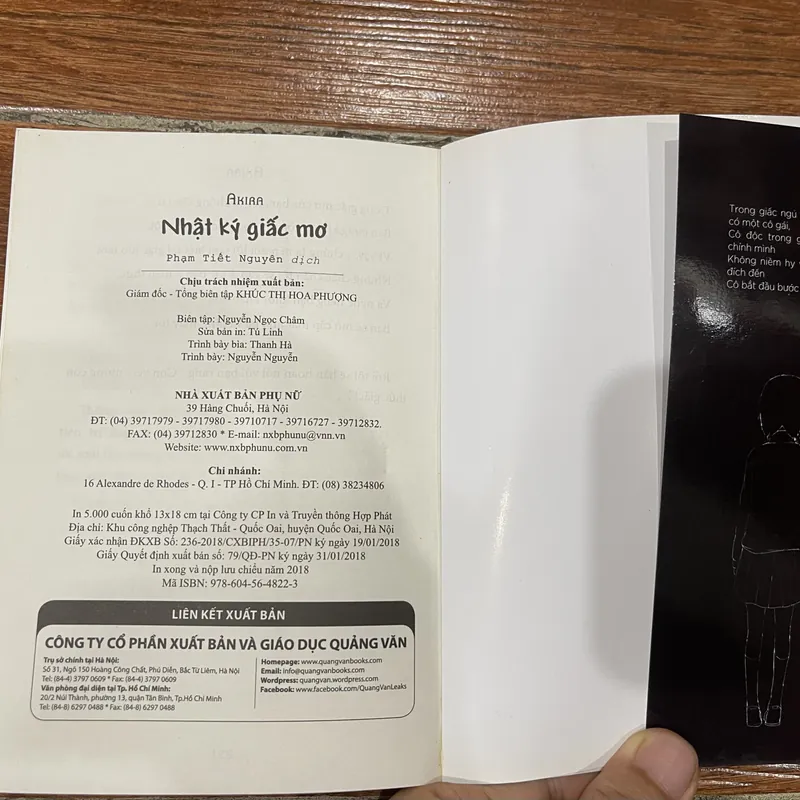 AKIRA
Nhật ký giấc mơ
Phạm Tiết Nguyên dịch
Chịu trách nhiệm xuất bản:
Giám đốc - Tổng biên tập KHÚC THỊ HOA PHƯỢNG
Biên tập: Nguyễn Ngọc Châm
Sửa bản in: Tú Linh
Trình bày bìa: Thanh Hà
Trình bày: Nguyễn Nguyễn
NHÀ XUẤT BẢN PHỤ NỮ
39 Hàng Chuối, Hà Nội
ĐT: (04) 39717979 - 39717980 - 39710717 - 39716727 - 39712832.
FAX: (04) 39712830 * E-mail: nxbphunu@vnn.vn
Website: www.nxbphunu.com.vn
Chi nhánh:
16 Alexandre de Rhodes - Q. I - TP Hồ Chí Minh. ĐT: (08) 38234806
In 5.000 cuốn khổ 13x18 cm tại Công ty CP In và Truyền thông Hợp Phát
Địa chỉ: Khu công nghệp Thạch Thất - Quốc Oai, huyện Quốc Oai, Hà Nội
Giấy xác nhận ĐKXB Số: 236-2018/CXBIPH/35-07/PN ký ngày 19/01/2018
Giấy Quyết định xuất bản số: 79/QĐ-PN ký ngày 31/01/2018
In xong và nộp lưu chiểu năm 2018
Mã ISBN: 978-604-56-4822-3
LIÊN KẾT XUẤT BẢN
CÔNG TY CỔ PHẦN XUẤT BẢN VÀ GIÁO DỤC QUẢNG VĂN
Trụ sở chính tại Hà Nội:
Số 31, Ngõ 150 Hoàng Công Chất, Phú Diễn, Bắc Từ Liêm, Hà Nội
Tel: (84-4) 3797 0609 * Fax: (84-4) 3797 0609
Văn phòng đại diện tại Tp. Hồ Chí Minh:
20/2 Núi Thành, phường 13, quận Tân Bình, Tp.Hồ Chí Minh
Tel: (84-8) 6297 0488 * Fax: (84-8) 6297 0488
Homepage: www.quangvanbooks.com
Email: info@quangvanbooks.com
Wordpress: quangvan.wordpress.com
Facebook: www.facebook.com/QuangVanLeaks
Trong giấc ngủ
có một cô gái,
Cô độc trong
chính mình
Không niềm hy
đích đến
Cô bắt đầu bước